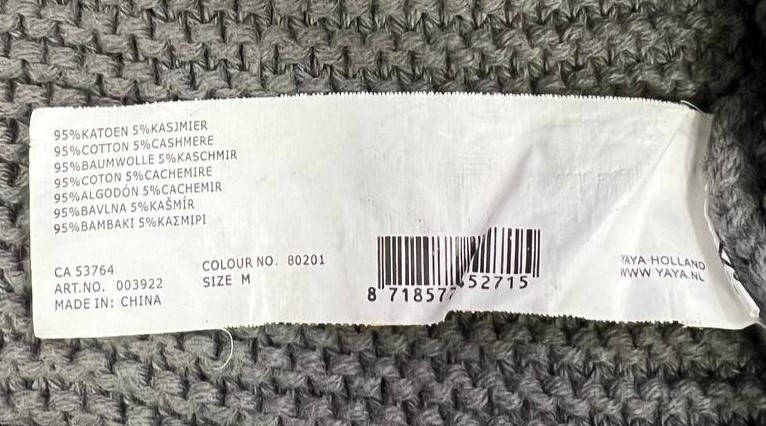 95%KATOEN 5%KASJMIER
95%COTTON 5%CASHMERE
95%BAUMWOLLE 5%KASCHMIR
95%COTON 5%CACHEMIRE
95%ALGODÓN 5%CACHEMIR
95%BAVLNA 5%KAŠMÍR
95%BAMBAKI 5%ΚΑΣΜΙΡΙ
CA 53764
ART.NO. 003922
MADE IN: CHINA
COLOUR NO. 80201
SIZE M
8 718577 52715
YAYA-HOLLAND
WWW YAYA.NL